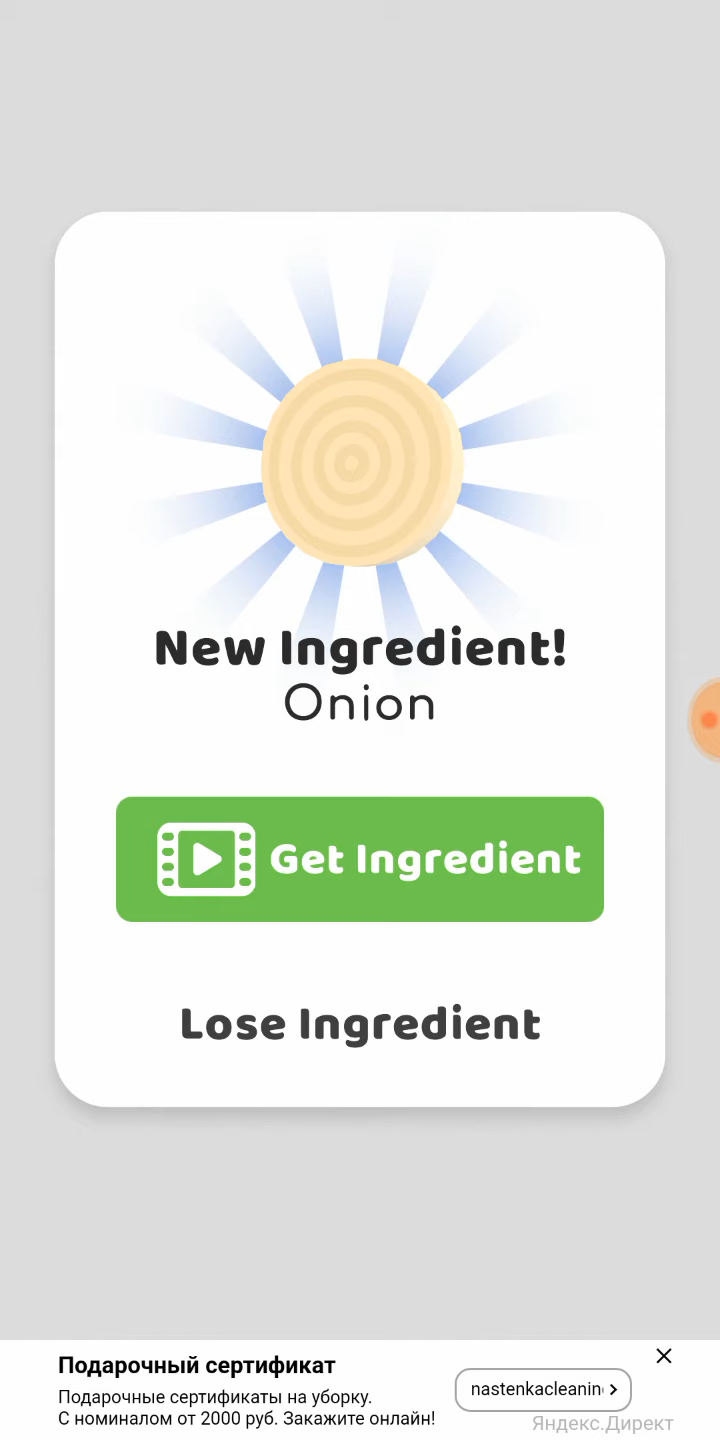 New Ingredient!
Onion
Get Ingredient
Lose Ingredient
Подарочный сертификат
Подарочные сертификаты на уборку.
С номиналом от 2000 руб. Закажите онлайн!
nastenkacleanin
Яндекс.Директ